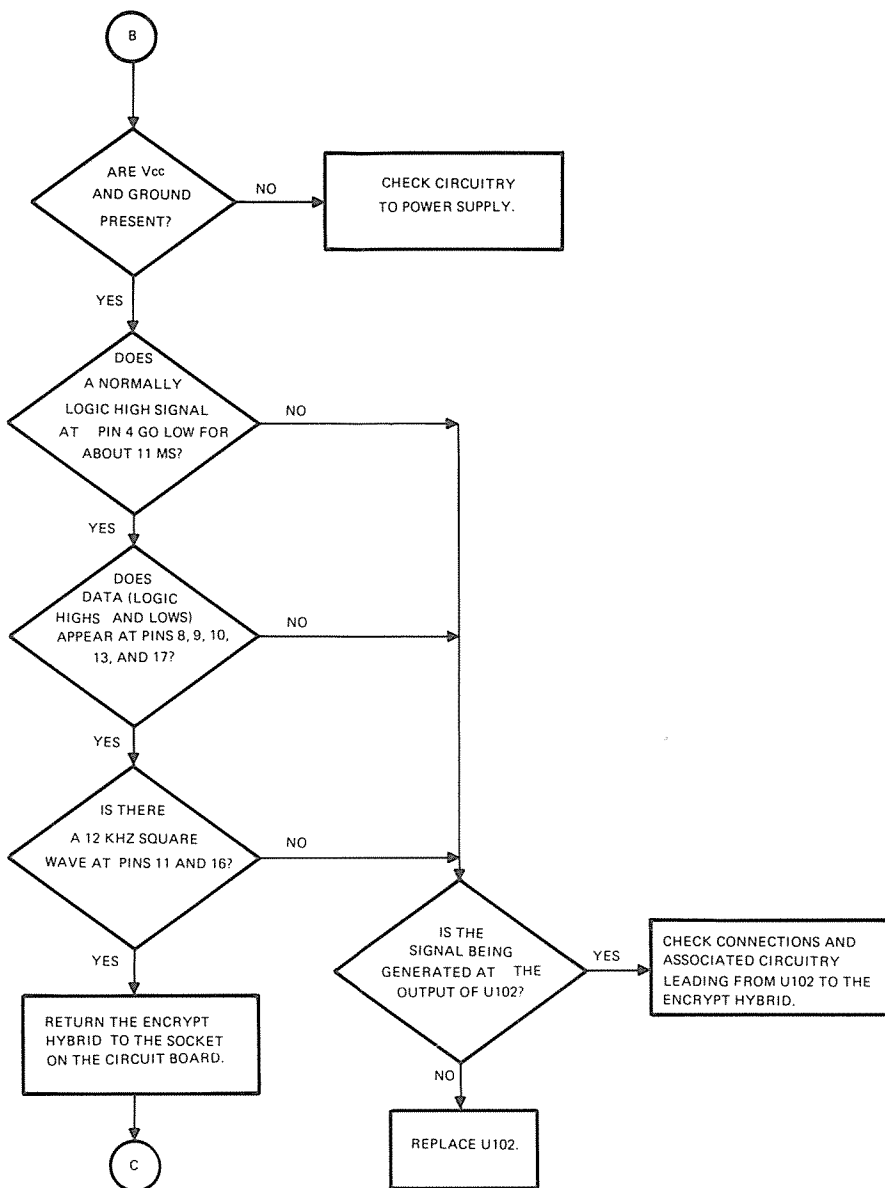 B
ARE Vcc
AND GROUND
PRESENT?
NO
CHECK CIRCUITRY
TO POWER SUPPLY.
YES
DOES
A NORMALLY
LOGIC HIGH SIGNAL
AT PIN 4 GO LOW FOR
ABOUT 11 MS?
NO
YES
DOES
DATA (LOGIC
HIGHS AND LOWS)
APPEAR AT PINS 8, 9, 10,
13, AND 17?
NO
YES
IS THERE
A 12 KHZ SQUARE
WAVE AT PINS 11 AND 16?
NO
YES
IS THE
SIGNAL BEING
GENERATED AT THE
OUTPUT OF U102?
YES
CHECK CONNECTIONS AND
ASSOCIATED CIRCUITRY
LEADING FROM U102 TO THE
ENCRYPT HYBRID.
RETURN THE ENCRYPT
HYBRID TO THE SOCKET
ON THE CIRCUIT BOARD.
NO
REPLACE U102.
C